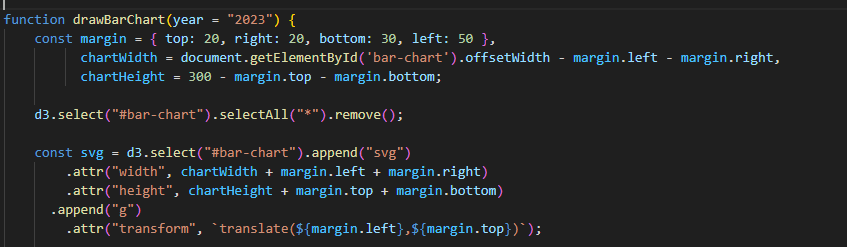 function drawBarChart(year = "2023") {
    const margin = { top: 20, right: 20, bottom: 30, left: 50 },
          chartWidth = document.getElementById('bar-chart').offsetWidth - margin.left - margin.right,
          chartHeight = 300 - margin.top - margin.bottom;

    d3.select("#bar-chart").selectAll("*").remove();

    const svg = d3.select("#bar-chart").append("svg")
        .attr("width", chartWidth + margin.left + margin.right)
        .attr("height", chartHeight + margin.top + margin.bottom)
      .append("g")
        .attr("transform", `translate(${margin.left},${margin.top})`);